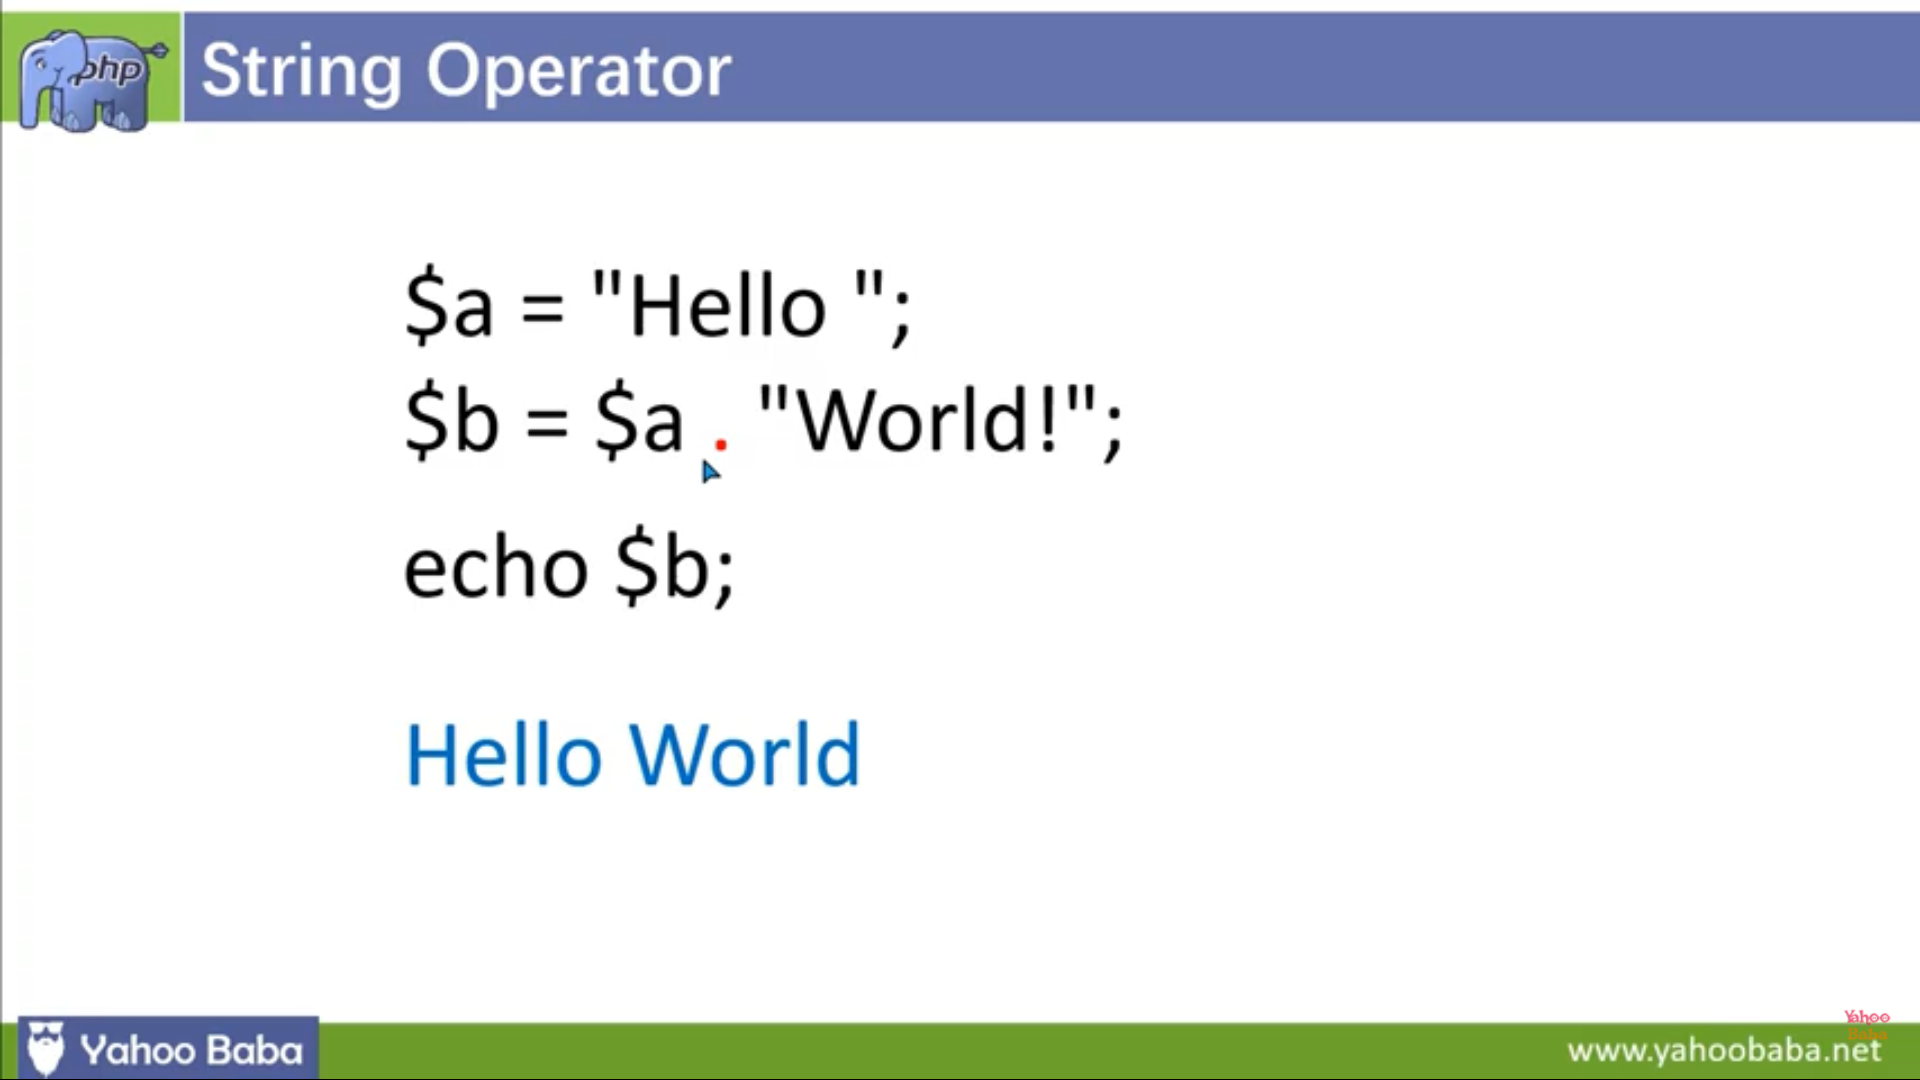 php
String Operator
$a = "Hello ";
$b = $a . "World!";
echo $b;
Hello World
Yahoo
Baba
Yahoo Baba
www.yahoobaba.net